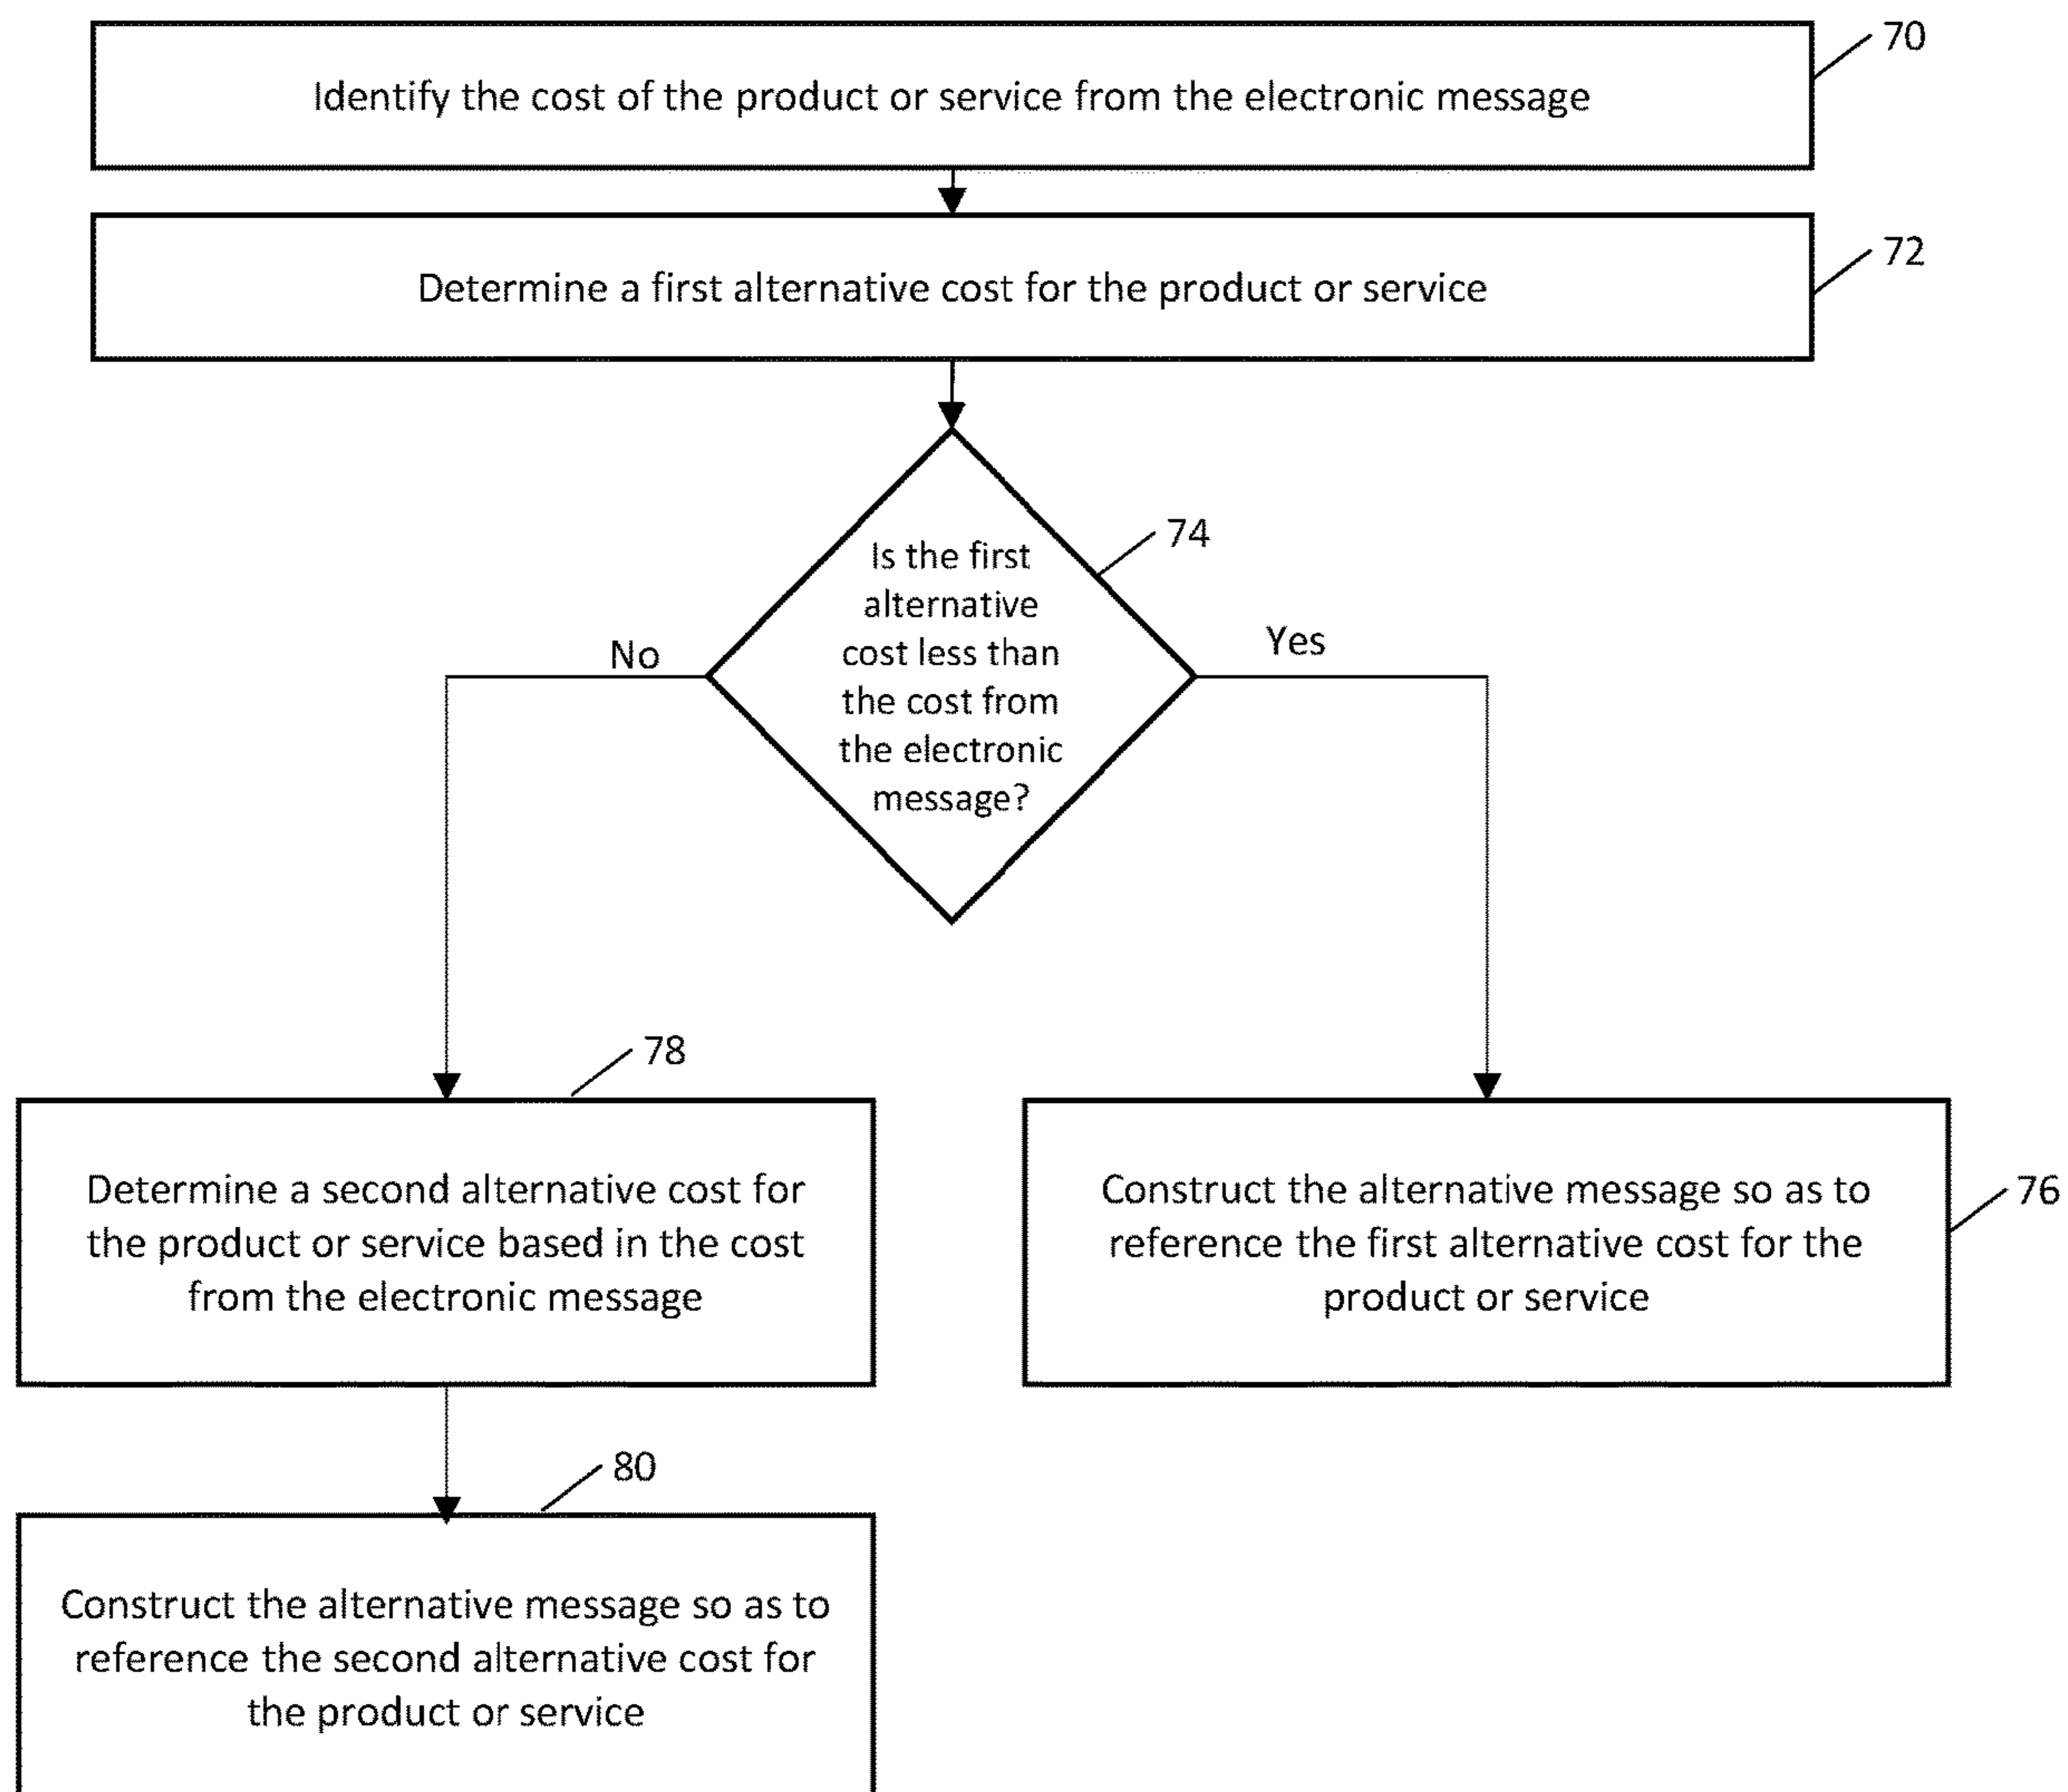 70
Identify the cost of the product or service from the electronic message
72
Determine a first alternative cost for the product or service
74
Is the first
alternative
cost less than
the cost from
the electronic
message?
No
Yes
78
Determine a second alternative cost for
the product or service based in the cost
from the electronic message
76
Construct the alternative message so as to
reference the first alternative cost for the
product or service
80
Construct the alternative message so as to
reference the second alternative cost for
the product or service